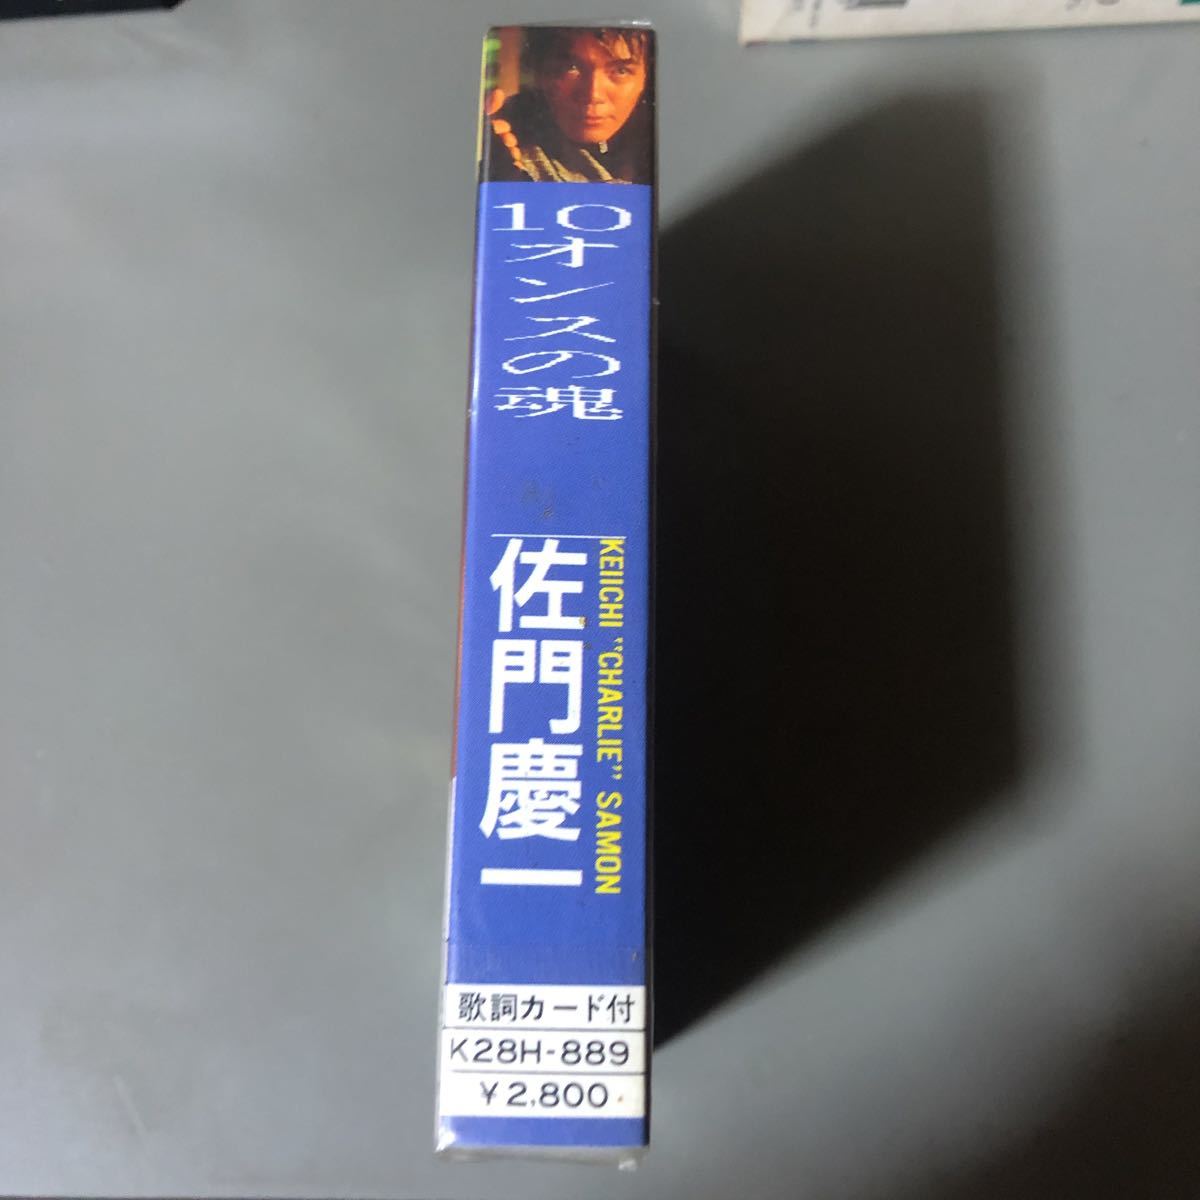 10オンスの魂
佐門慶一
KEIICHI "CHARLIE" SAMON
歌詞カード付
K28H-889
¥2,800